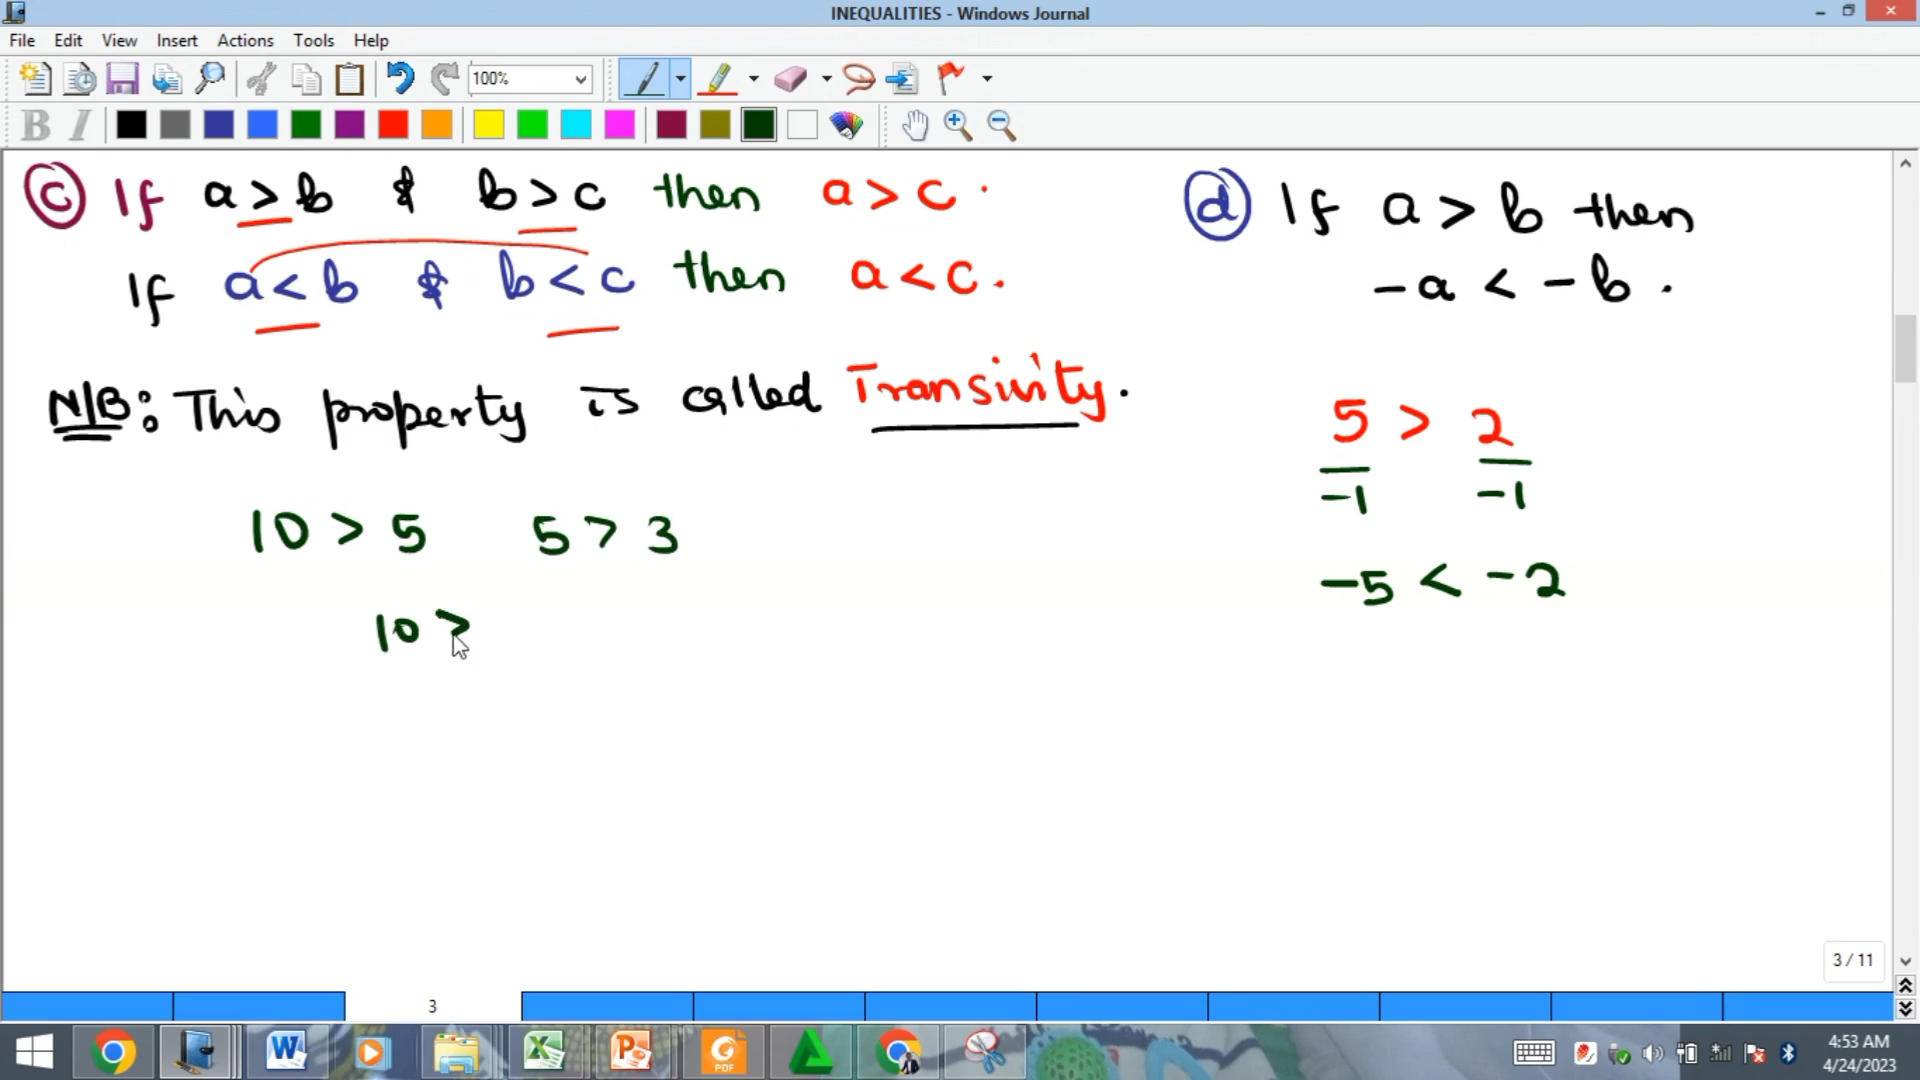 INEQUALITIES - Windows Journal
File Edit View Insert Actions Tools Help
100%
B I
ⓒ If a > b & b > c then a > c .
If a < b & b < c then a < c .
N/B: This property is called Transivity.
10 > 5 5 > 3
10 >
ⓓ If a > b then
-a < -b .
5 > 2
-1 -1
-5 < -2
3 / 11
3
W
X
P
G
PDF
4:53 AM
4/24/2023